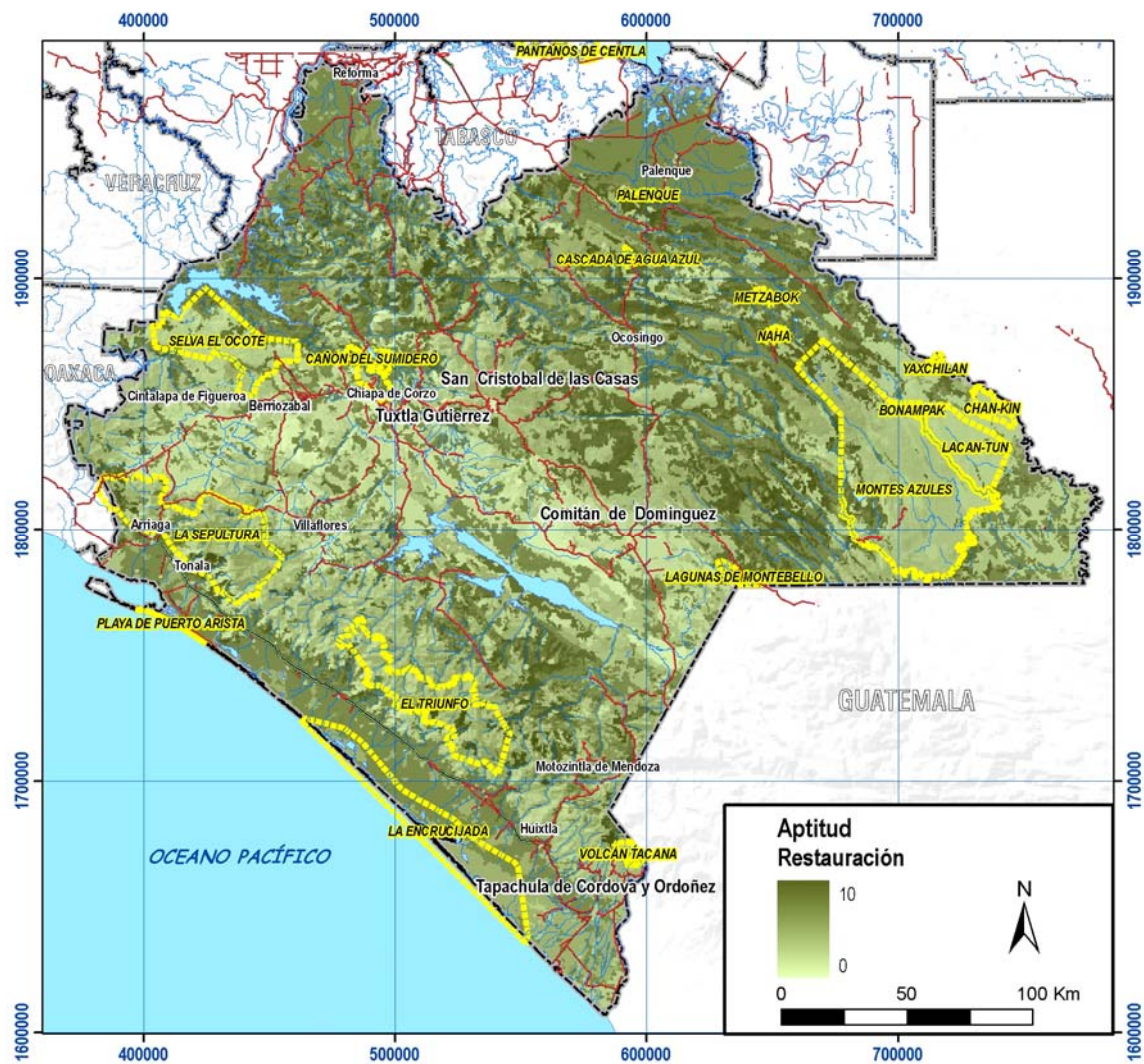 400000
500000
600000
700000
PANTANOS DE CENTLA
Reforma
TABASCO
VERACRUZ
Palenque
PALENQUE
CASCADA DE AGUA AZUL
1900000
1900000
METZABOK
NAHA
SELVA EL OCOTE
Ocosingo
CAÑON DEL SUMIDERO
OAXACA
YAXCHILAN
San Cristobal de las Casas
Cintalapa de Figueroa
Chiapa de Corzo
Berriozábal
BONAMPAK
CHAN-KIN
Tuxtla Gutierrez
LACAN-TUN
MONTES AZULES
Comitán de Dominguez
Arriaga
Villaflores
1800000
1800000
LA SEPULTURA
Tonala
LAGUNAS DE MONTEBELLO
PLAYA DE PUERTO ARISTA
EL TRIUNFO
GUATEMALA
Motozintla de Mendoza
1700000
1700000
LA ENCRUCIJADA
Huixtla
OCEANO PACÍFICO
VOLCÁN TACANA
Tapachula de Cordova y Ordoñez
Aptitud
Restauración
10
0
N
0 50 100 Km
1600000
1600000
400000
500000
600000
700000